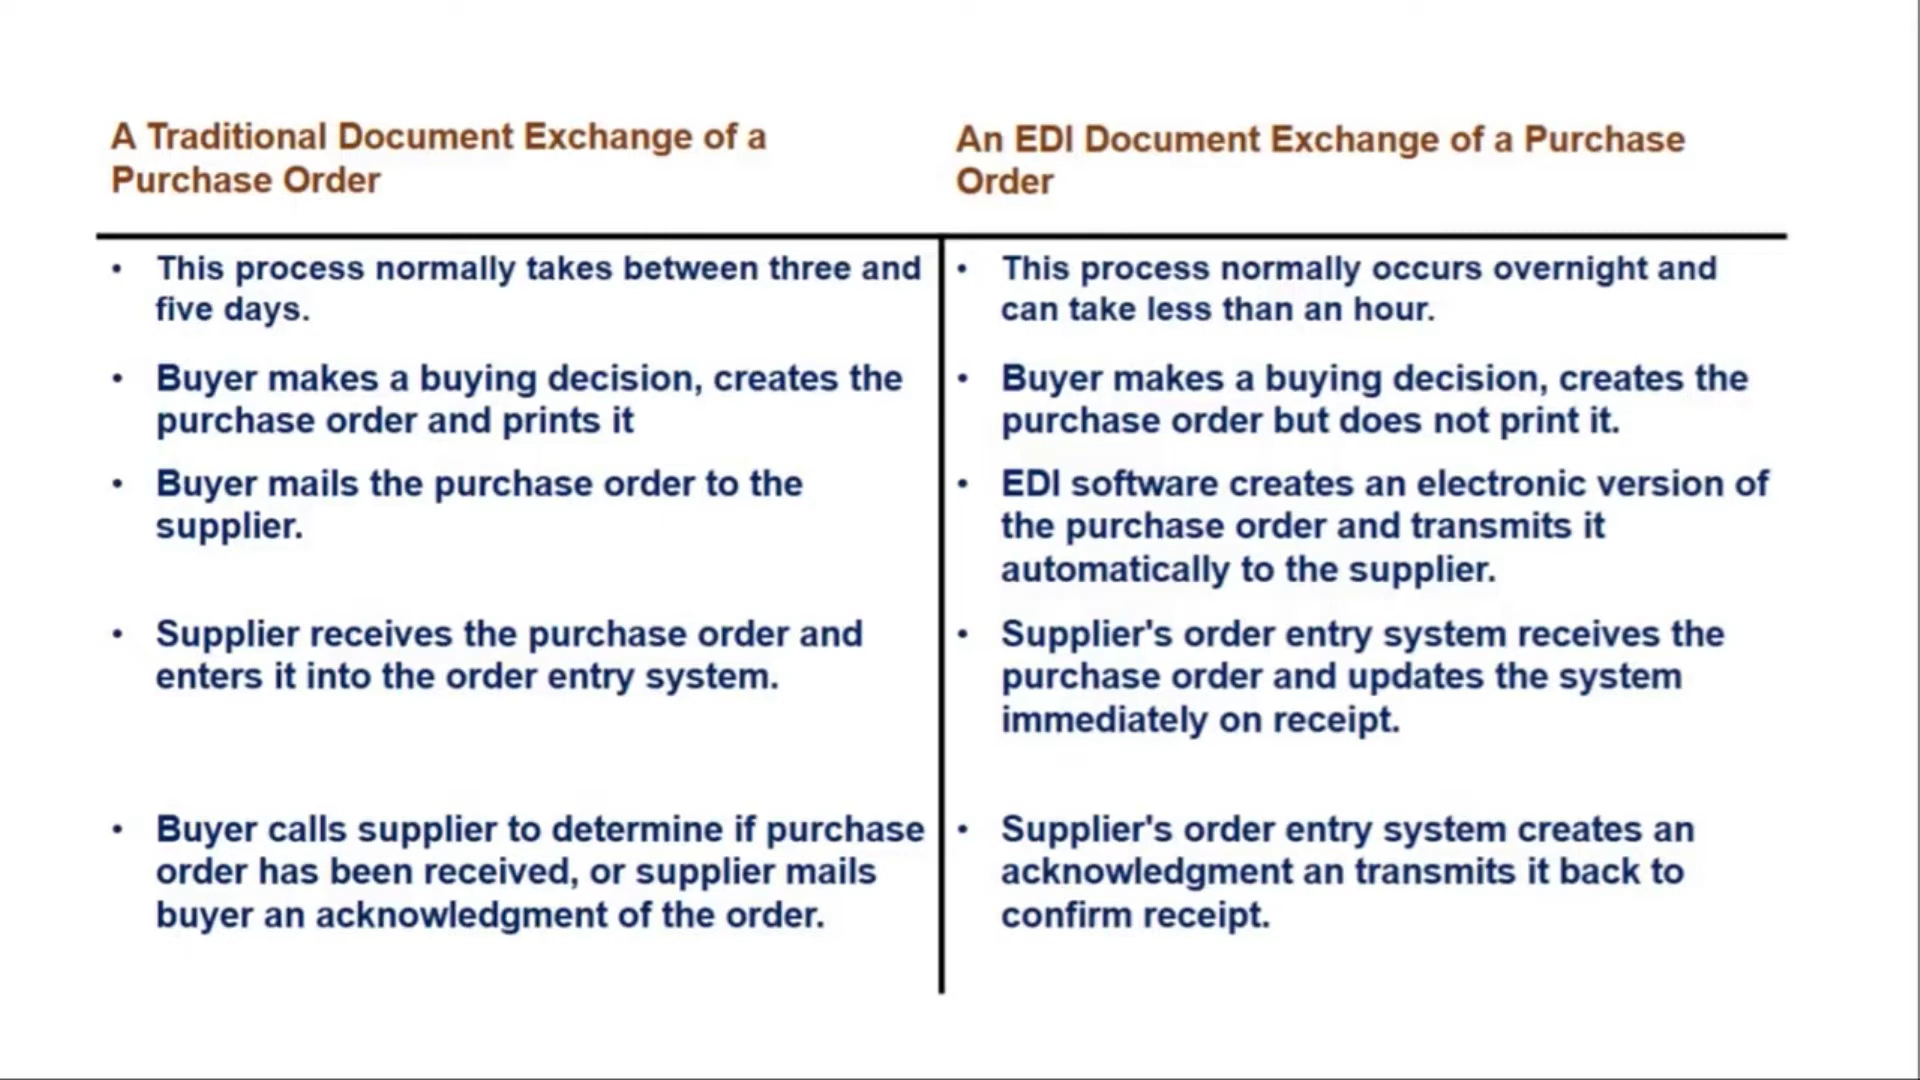 A Traditional Document Exchange of a
Purchase Order
An EDI Document Exchange of a Purchase
Order
• This process normally takes between three and
five days.
• This process normally occurs overnight and
can take less than an hour.
• Buyer makes a buying decision, creates the
purchase order and prints it
• Buyer makes a buying decision, creates the
purchase order but does not print it.
• Buyer mails the purchase order to the
supplier.
• EDI software creates an electronic version of
the purchase order and transmits it
automatically to the supplier.
• Supplier receives the purchase order and
enters it into the order entry system.
• Supplier's order entry system receives the
purchase order and updates the system
immediately on receipt.
• Buyer calls supplier to determine if purchase
order has been received, or supplier mails
buyer an acknowledgment of the order.
• Supplier's order entry system creates an
acknowledgment an transmits it back to
confirm receipt.